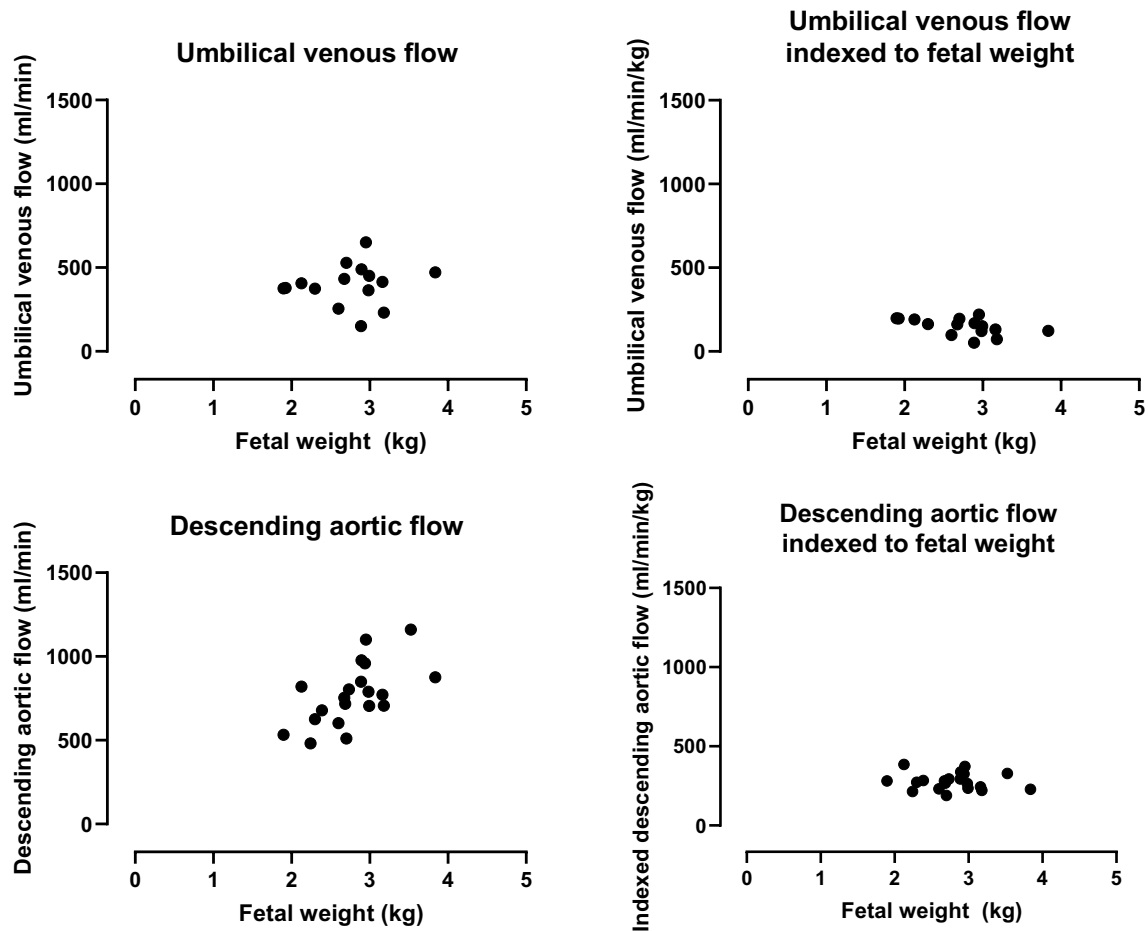 Umbilical venous flow
Umbilical venous flow (ml/min)
1500
1000
500
0
0 1 2 3 4 5
Fetal weight (kg)
Umbilical venous flow
indexed to fetal weight
Umbilical venous flow (ml/min/kg)
1500
1000
500
0
0 1 2 3 4 5
Fetal weight (kg)
Descending aortic flow
Descending aortic flow (ml/min)
1500
1000
500
0
0 1 2 3 4 5
Fetal weight (kg)
Descending aortic flow
indexed to fetal weight
Indexed descending aortic flow (ml/min/kg)
1500
1000
500
0
0 1 2 3 4 5
Fetal weight (kg)